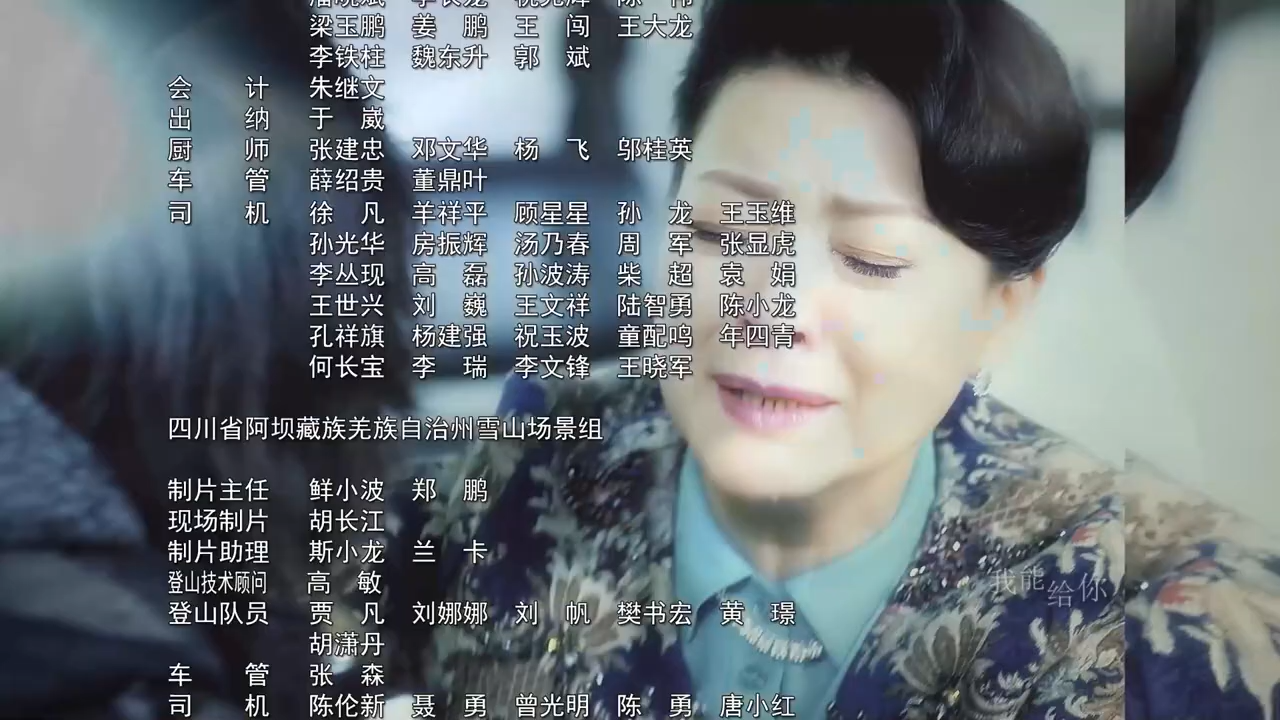 梁玉鹏 姜 鹏 王 闯 王大龙
李铁柱 魏东升 郭 斌
会 计 朱继文
出 纳 于 崴
厨 师 张建忠 邓文华 杨 飞 邬桂英
车 管 薛绍贵 董鼎叶
司 机 徐 凡 羊祥平 顾星星 孙 龙 王玉维
孙光华 房振辉 汤乃春 周 军 张显虎
李丛现 高 磊 孙波涛 柴 超 袁 娟
王世兴 刘 巍 王文祥 陆智勇 陈小龙
孔祥旗 杨建强 祝玉波 童配鸣 年四青
何长宝 李 瑞 李文锋 王晓军
四川省阿坝藏族羌族自治州雪山场景组
制片主任 鲜小波 郑 鹏
现场制片 胡长江
制片助理 斯小龙 兰 卡
登山技术顾问 高 敏
登山队员 贾 凡 刘娜娜 刘 帆 樊书宏 黄 璟
胡潇丹
车 管 张 森
司 机 陈伦新 聂 勇 曾光明 陈 勇 唐小红
我能给你